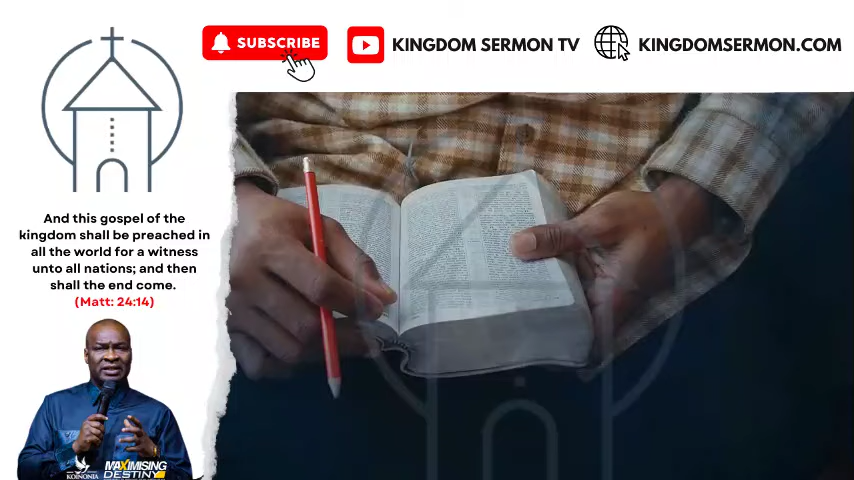 SUBSCRIBE
KINGDOM SERMON TV
KINGDOMSERMON.COM
And this gospel of the
kingdom shall be preached in
all the world for a witness
unto all nations; and then
shall the end come.
(Matt: 24:14)
KOINONIA
MAXIMISING
DESTINY